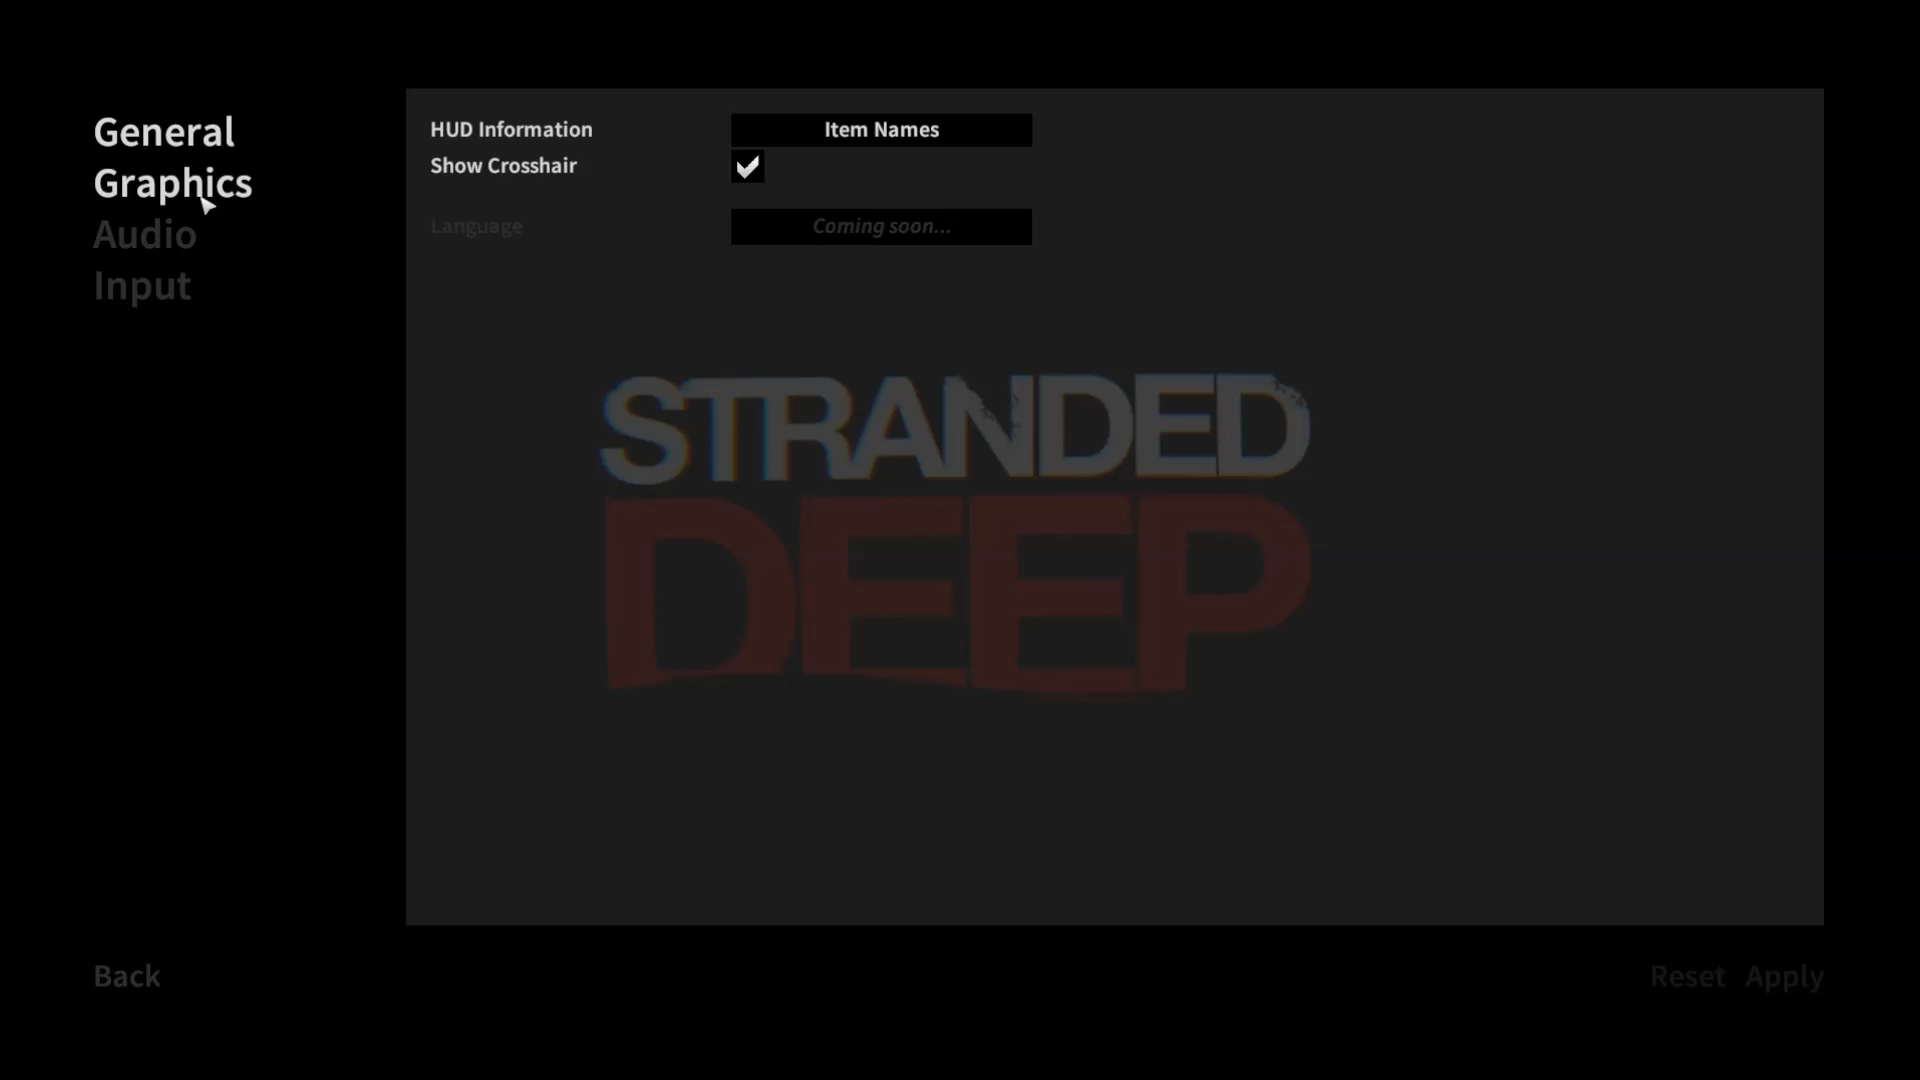 General
Graphics
Audio
Input
HUD Information
Item Names
Show Crosshair
Language
Coming soon...
STRANDED
DEEP
Back
Reset
Apply